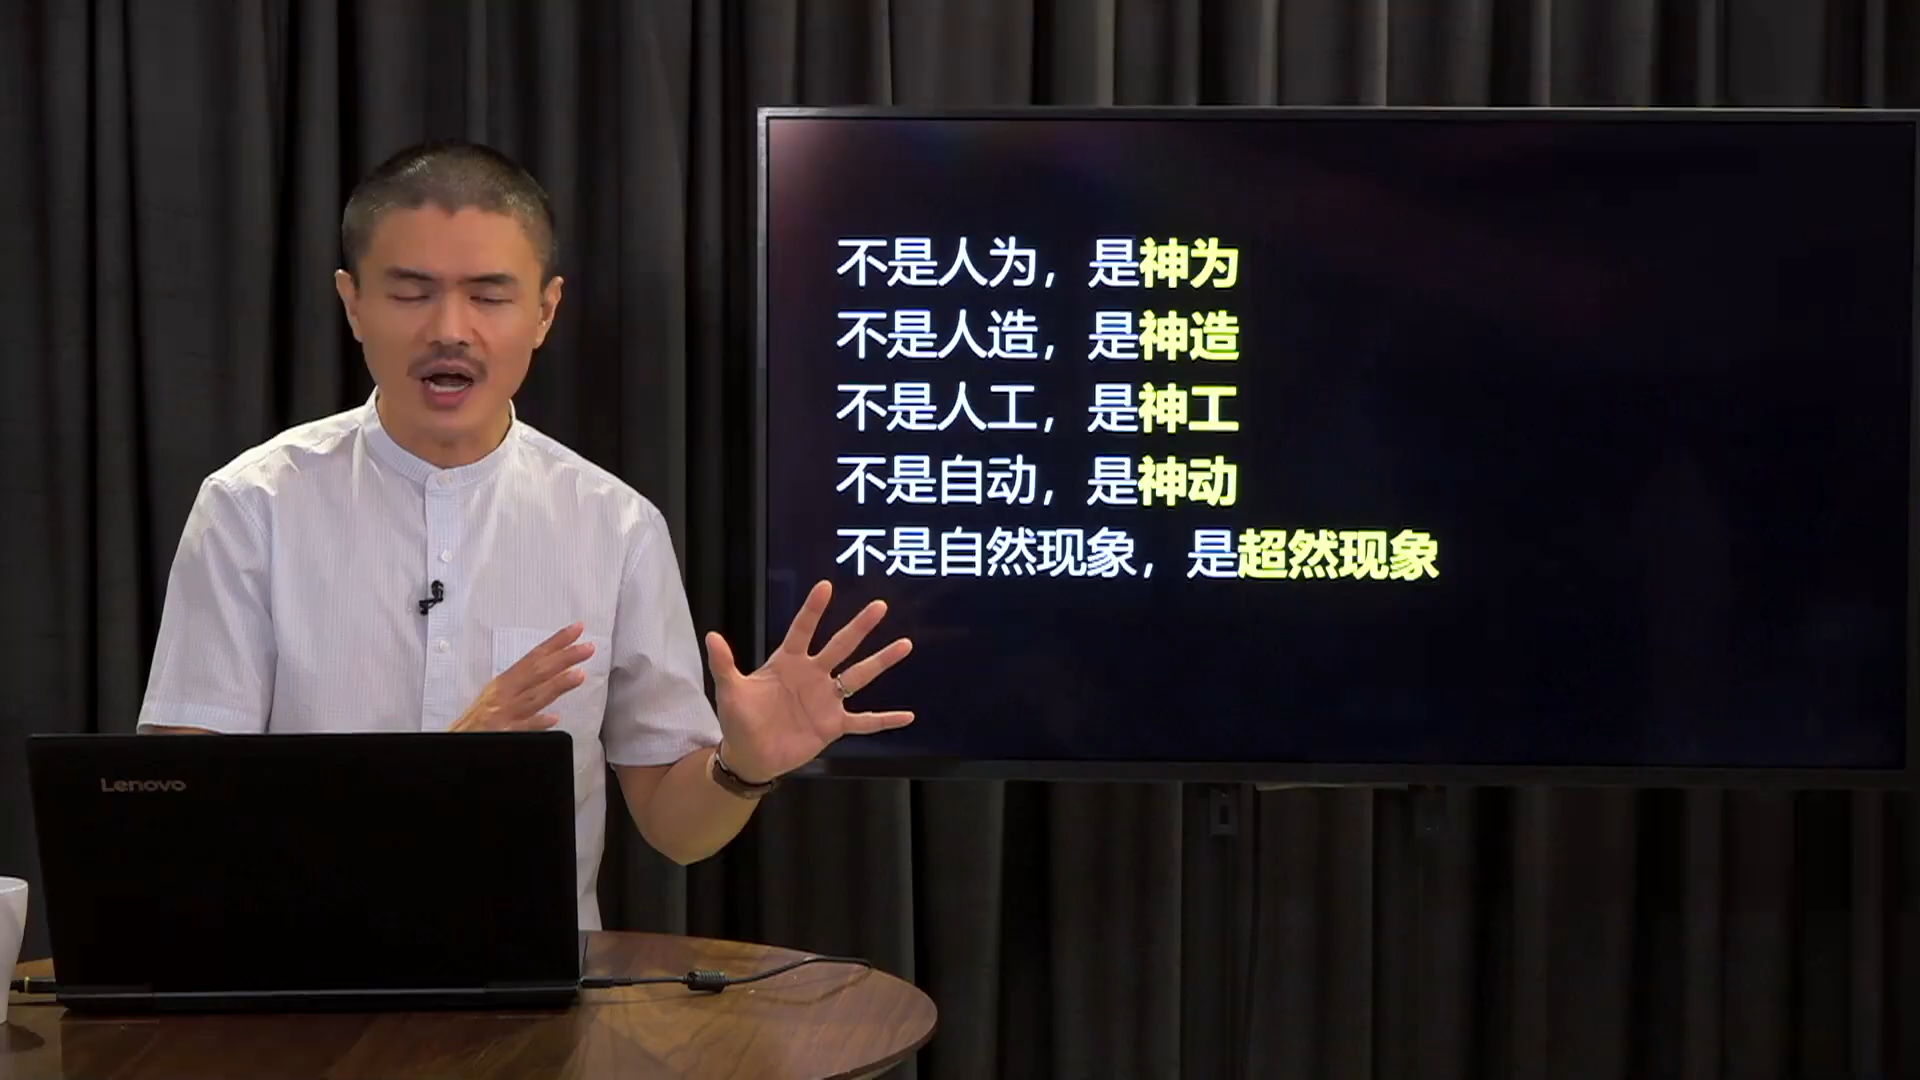 不是人为，是神为
不是人造，是神造
不是人工，是神工
不是自动，是神动
不是自然现象，是超然现象
Lenovo